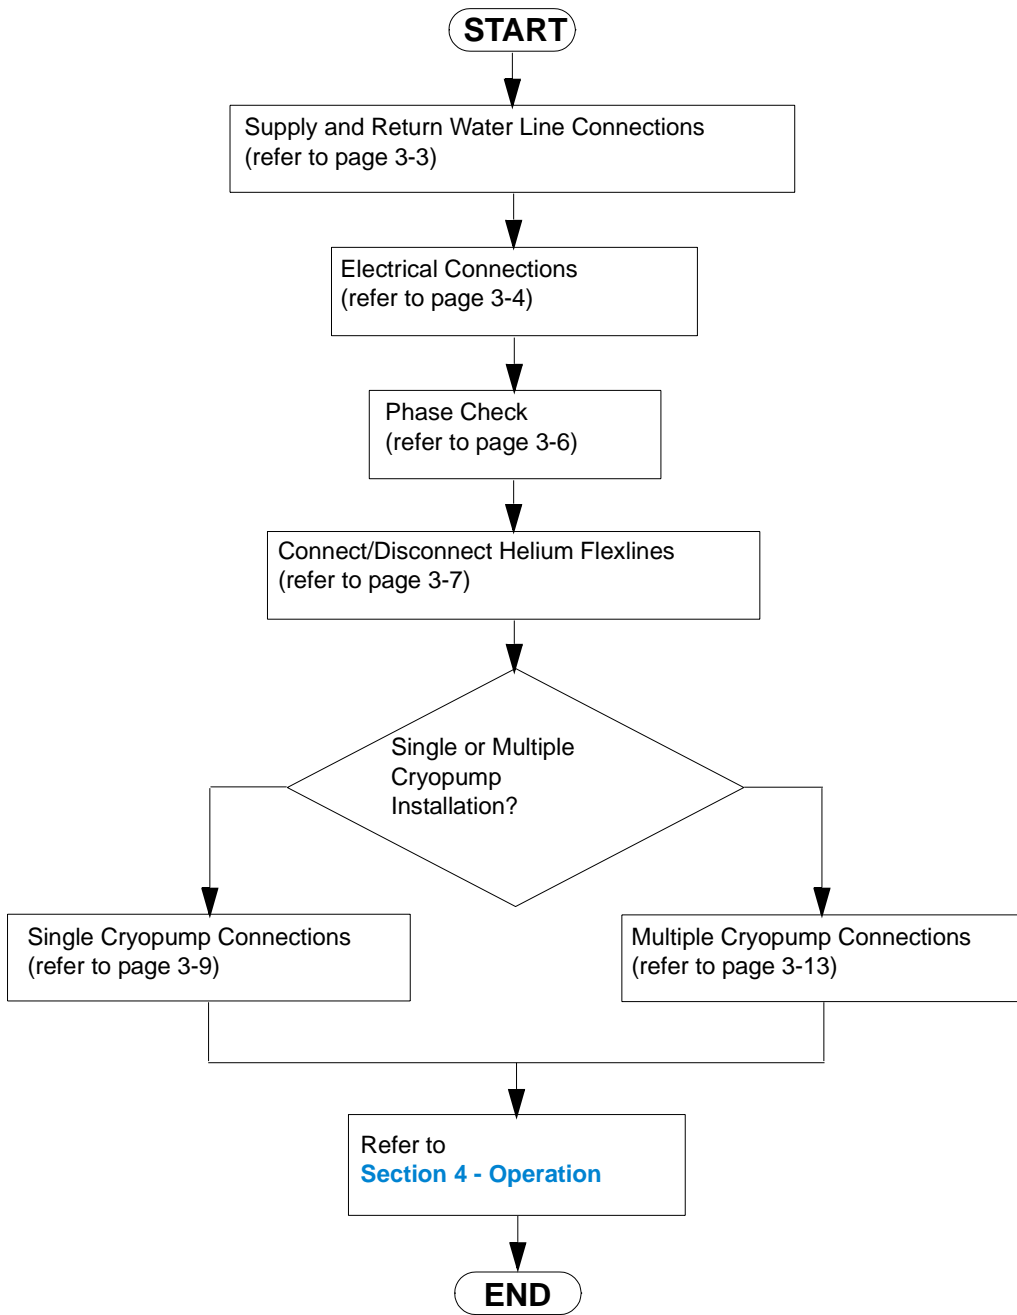 START
Supply and Return Water Line Connections
(refer to page 3-3)
Electrical Connections
(refer to page 3-4)
Phase Check
(refer to page 3-6)
Connect/Disconnect Helium Flexlines
(refer to page 3-7)
Single or Multiple
Cryopump
Installation?
Single Cryopump Connections
(refer to page 3-9)
Multiple Cryopump Connections
(refer to page 3-13)
Refer to
Section 4 - Operation
END